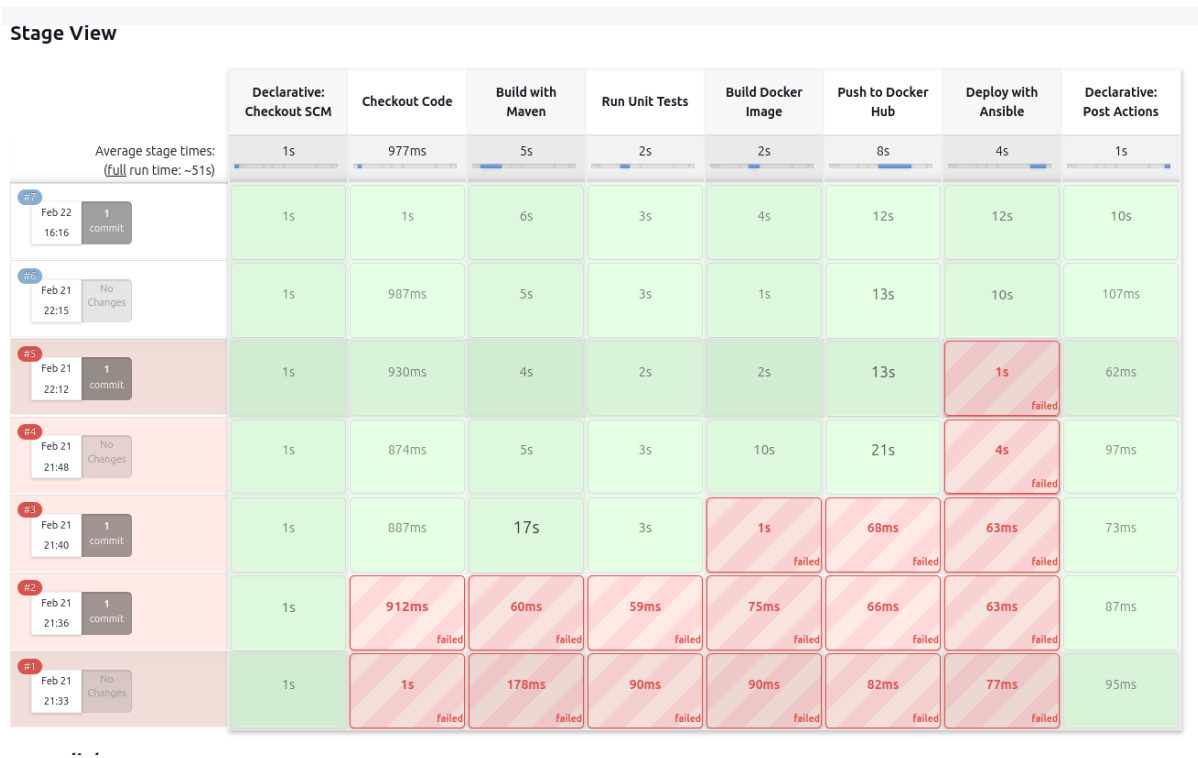 Stage View
Declarative: Checkout SCM
Checkout Code
Build with Maven
Run Unit Tests
Build Docker Image
Push to Docker Hub
Deploy with Ansible
Declarative: Post Actions
Average stage times:
(full run time: ~51s)
1s 977ms 5s 2s 2s 8s 4s 1s
#7
Feb 22
16:16
1
commit
1s 1s 6s 3s 4s 12s 12s 10s
#6
Feb 21
22:15
No
Changes
1s 987ms 5s 3s 1s 13s 10s 107ms
#5
Feb 21
22:12
1
commit
1s 930ms 4s 2s 2s 13s 1s 62ms
failed
#4
Feb 21
21:48
No
Changes
1s 874ms 5s 3s 10s 21s 4s 97ms
failed
#3
Feb 21
21:40
1
commit
1s 887ms 17s 3s 1s 68ms 63ms 73ms
failed failed failed
#2
Feb 21
21:36
1
commit
1s 912ms 60ms 59ms 75ms 66ms 63ms 87ms
failed failed failed failed failed failed
#1
Feb 21
21:33
No
Changes
1s 1s 178ms 90ms 90ms 82ms 77ms 95ms
failed failed failed failed failed failed